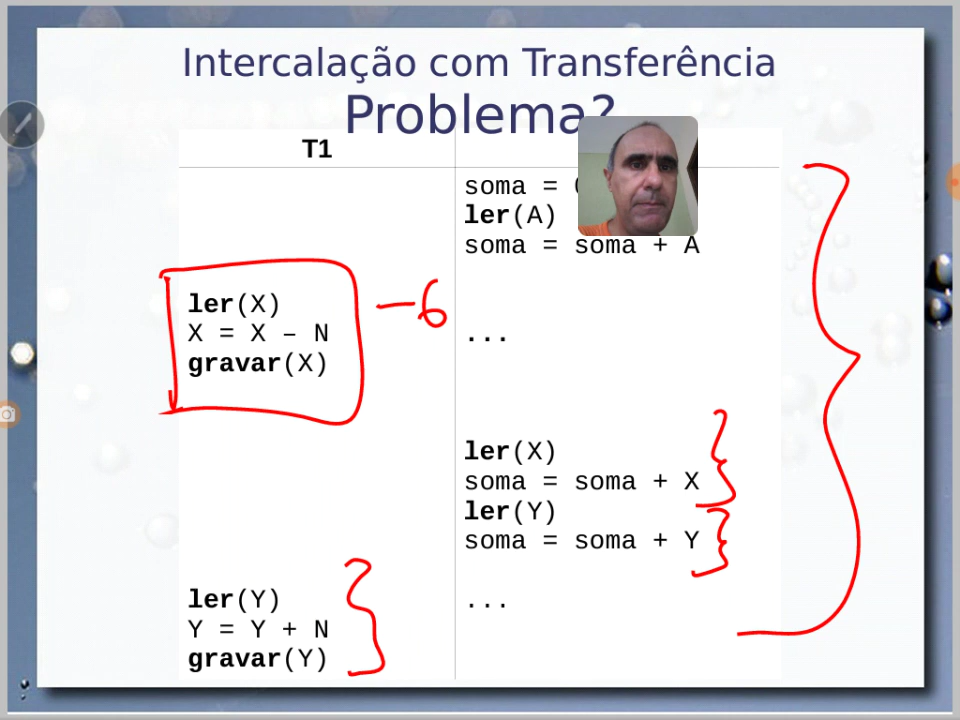 Intercalação com Transferência
Problema?
T1
soma =
ler(A)
soma = soma + A
ler(X)
X = X – N
gravar(X)
– 6
...
ler(X)
soma = soma + X
ler(Y)
soma = soma + Y
ler(Y)
Y = Y + N
gravar(Y)
...